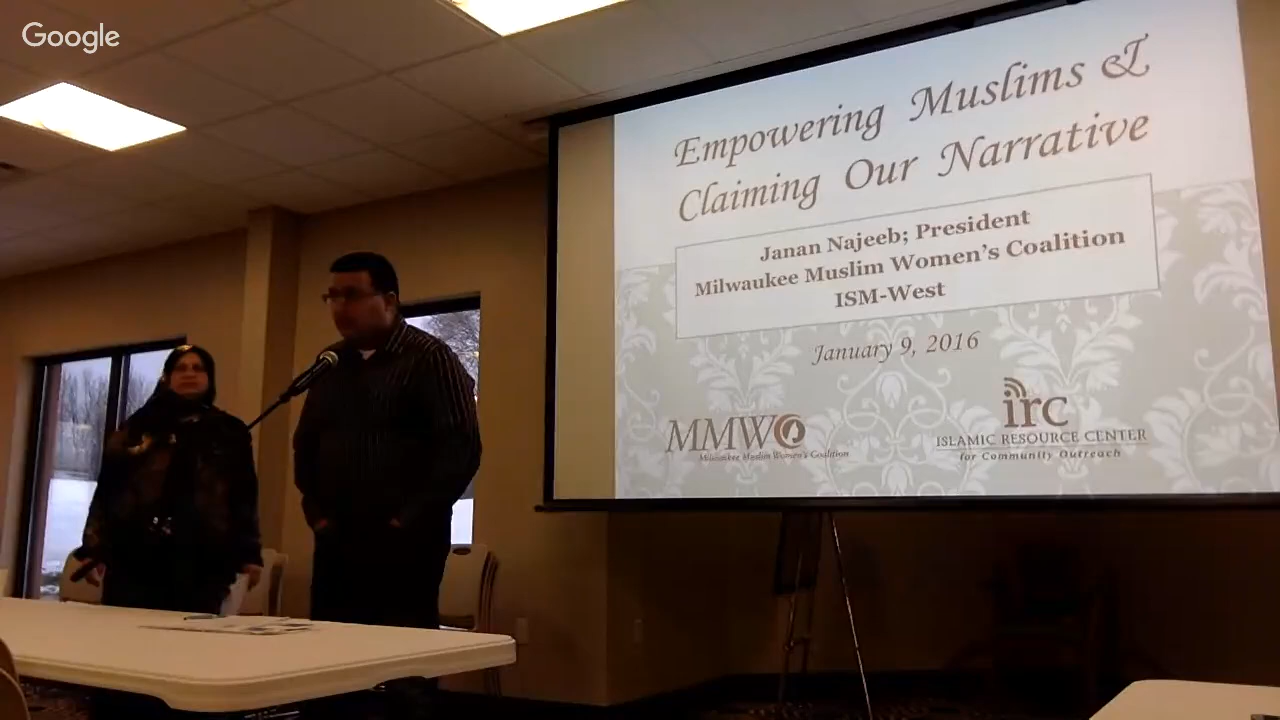 Google
Empowering Muslims &
Claiming Our Narrative
Janan Najeeb; President
Milwaukee Muslim Women's Coalition
ISM-West
January 9, 2016
MMWC
Milwaukee Muslim Women's Coalition
irc
ISLAMIC RESOURCE CENTER
for Community Outreach